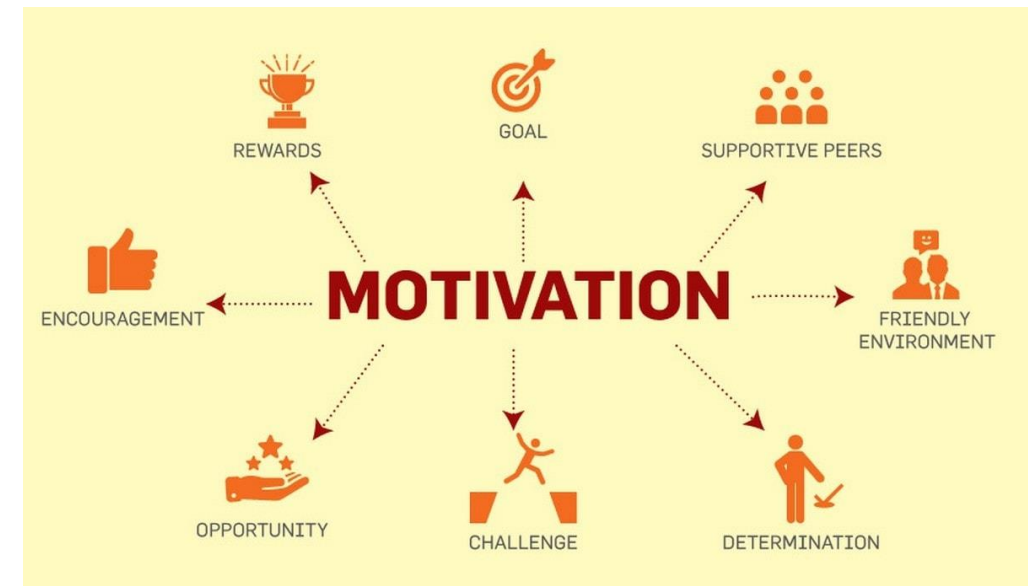 REWARDS
GOAL
SUPPORTIVE PEERS
ENCOURAGEMENT
MOTIVATION
FRIENDLY
ENVIRONMENT
OPPORTUNITY
CHALLENGE
DETERMINATION